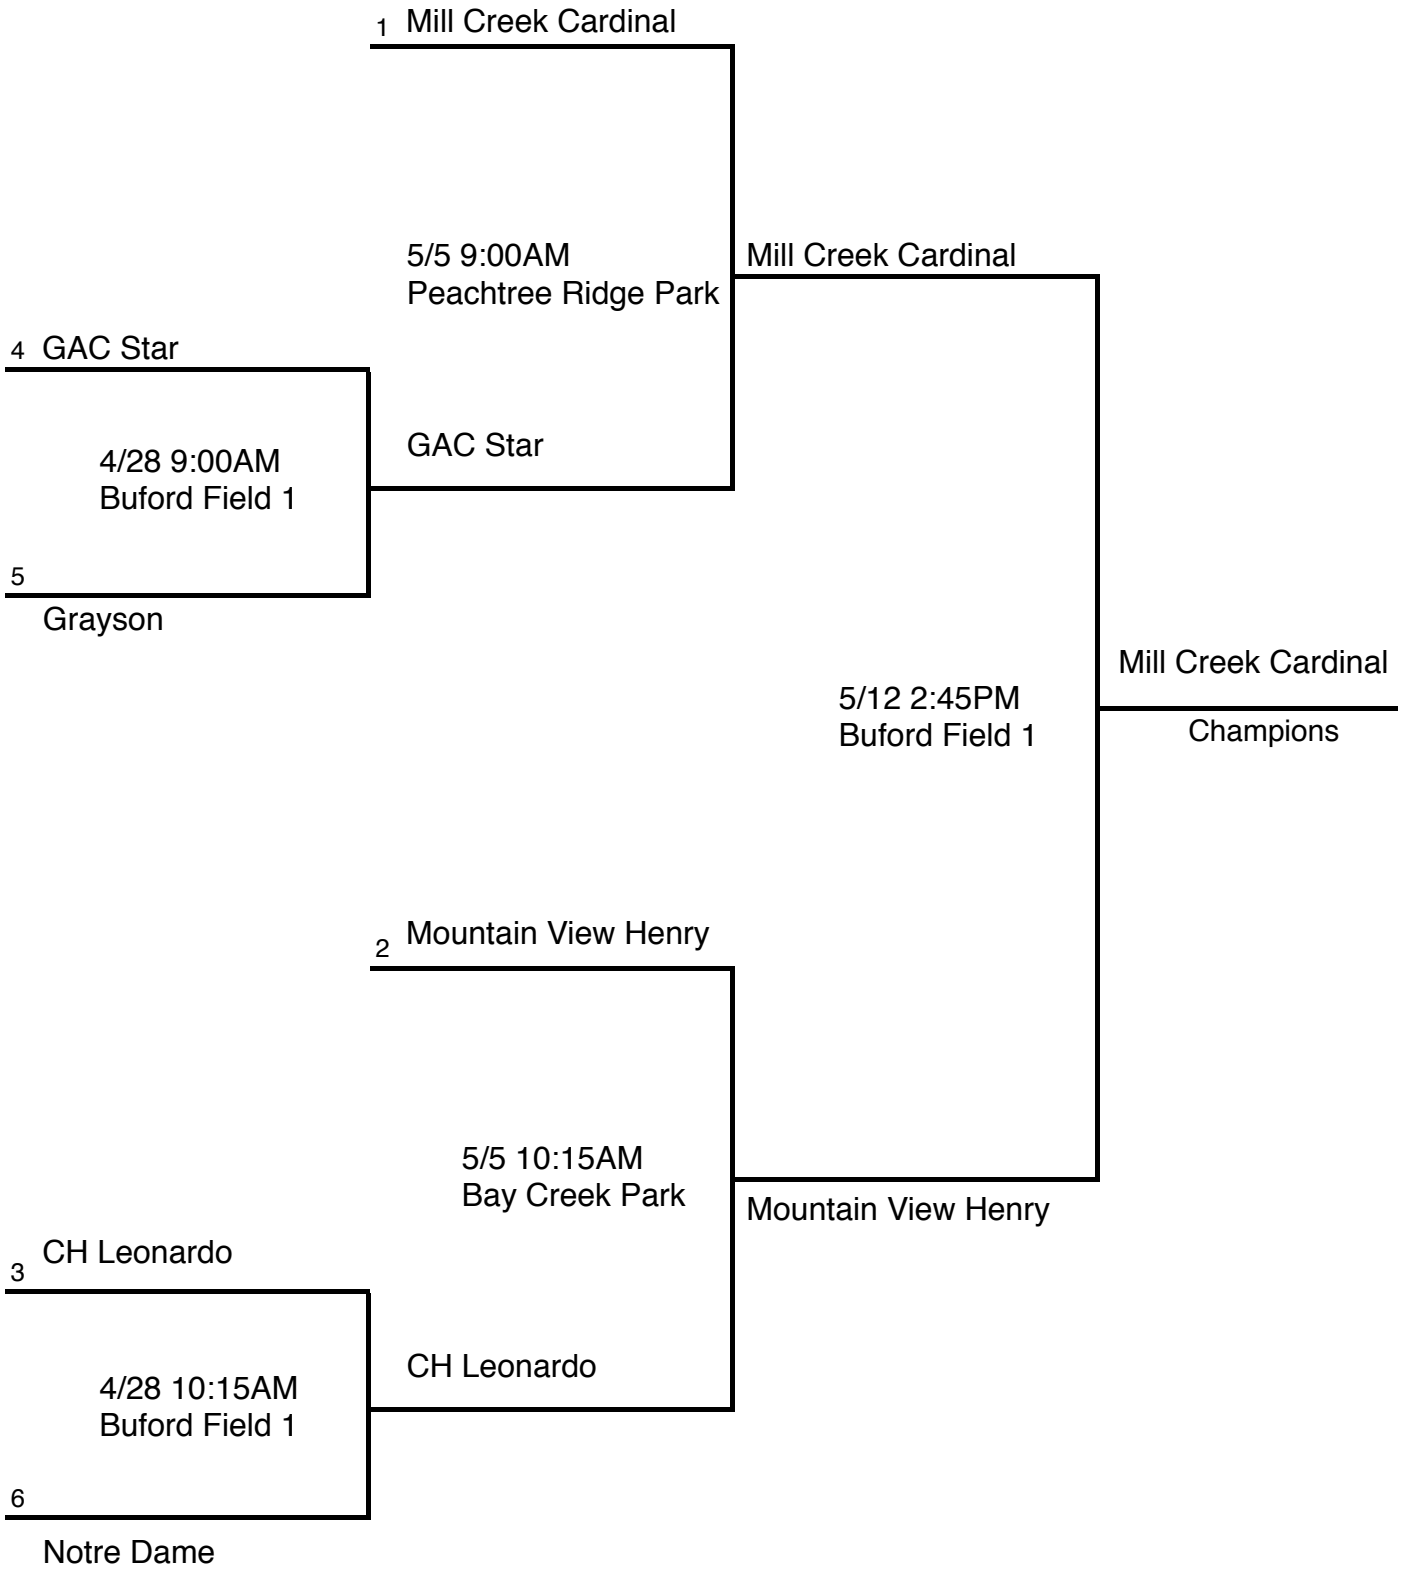 1 Mill Creek Cardinal
5/5 9:00AM
Peachtree Ridge Park
Mill Creek Cardinal
4 GAC Star
4/28 9:00AM
Buford Field 1
GAC Star
5
Grayson
Mill Creek Cardinal
Champions
5/12 2:45PM
Buford Field 1
2 Mountain View Henry
5/5 10:15AM
Bay Creek Park
Mountain View Henry
3 CH Leonardo
CH Leonardo
4/28 10:15AM
Buford Field 1
6
Notre Dame